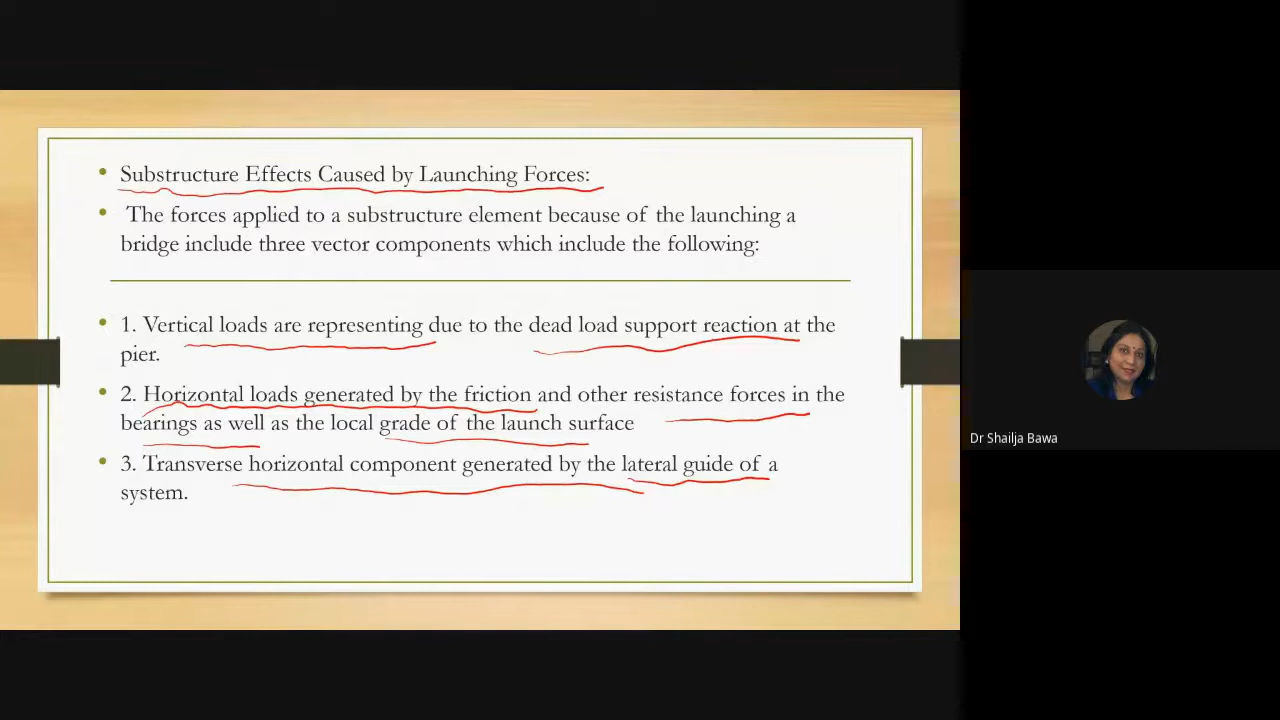 Substructure Effects Caused by Launching Forces:
The forces applied to a substructure element because of the launching a
bridge include three vector components which include the following:
1. Vertical loads are representing due to the dead load support reaction at the
pier.
2. Horizontal loads generated by the friction and other resistance forces in the
bearings as well as the local grade of the launch surface
3. Transverse horizontal component generated by the lateral guide of a
system.
Dr Shailja Bawa